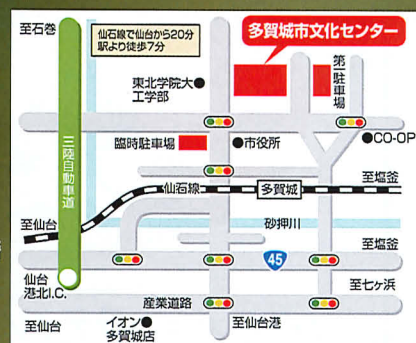 至石巻
仙石線で仙台から20分
駅より徒歩7分
多賀城市文化センター
東北学院大
工学部
第一駐車場
三陸自動車道
臨時駐車場
市役所
CO-OP
仙石線
多賀城
至塩釜
至仙台
砂押川
至塩釜
45
仙台
港北I.C.
産業道路
至七ヶ浜
至仙台
イオン
多賀城店
至仙台港